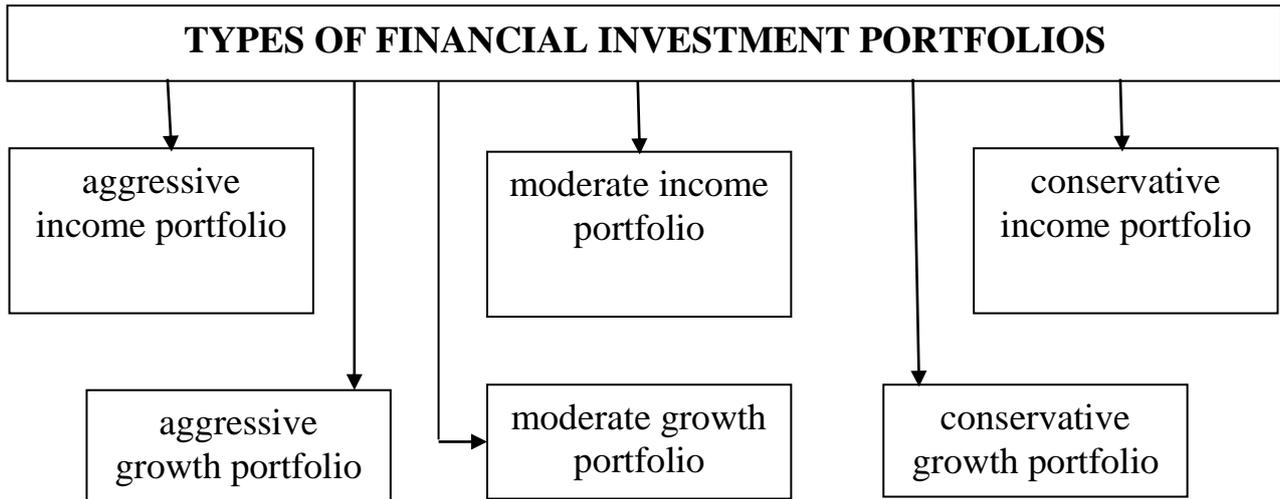 TYPES OF FINANCIAL INVESTMENT PORTFOLIOS
aggressive
income portfolio
moderate income
portfolio
conservative
income portfolio
aggressive
growth portfolio
moderate growth
portfolio
conservative
growth portfolio